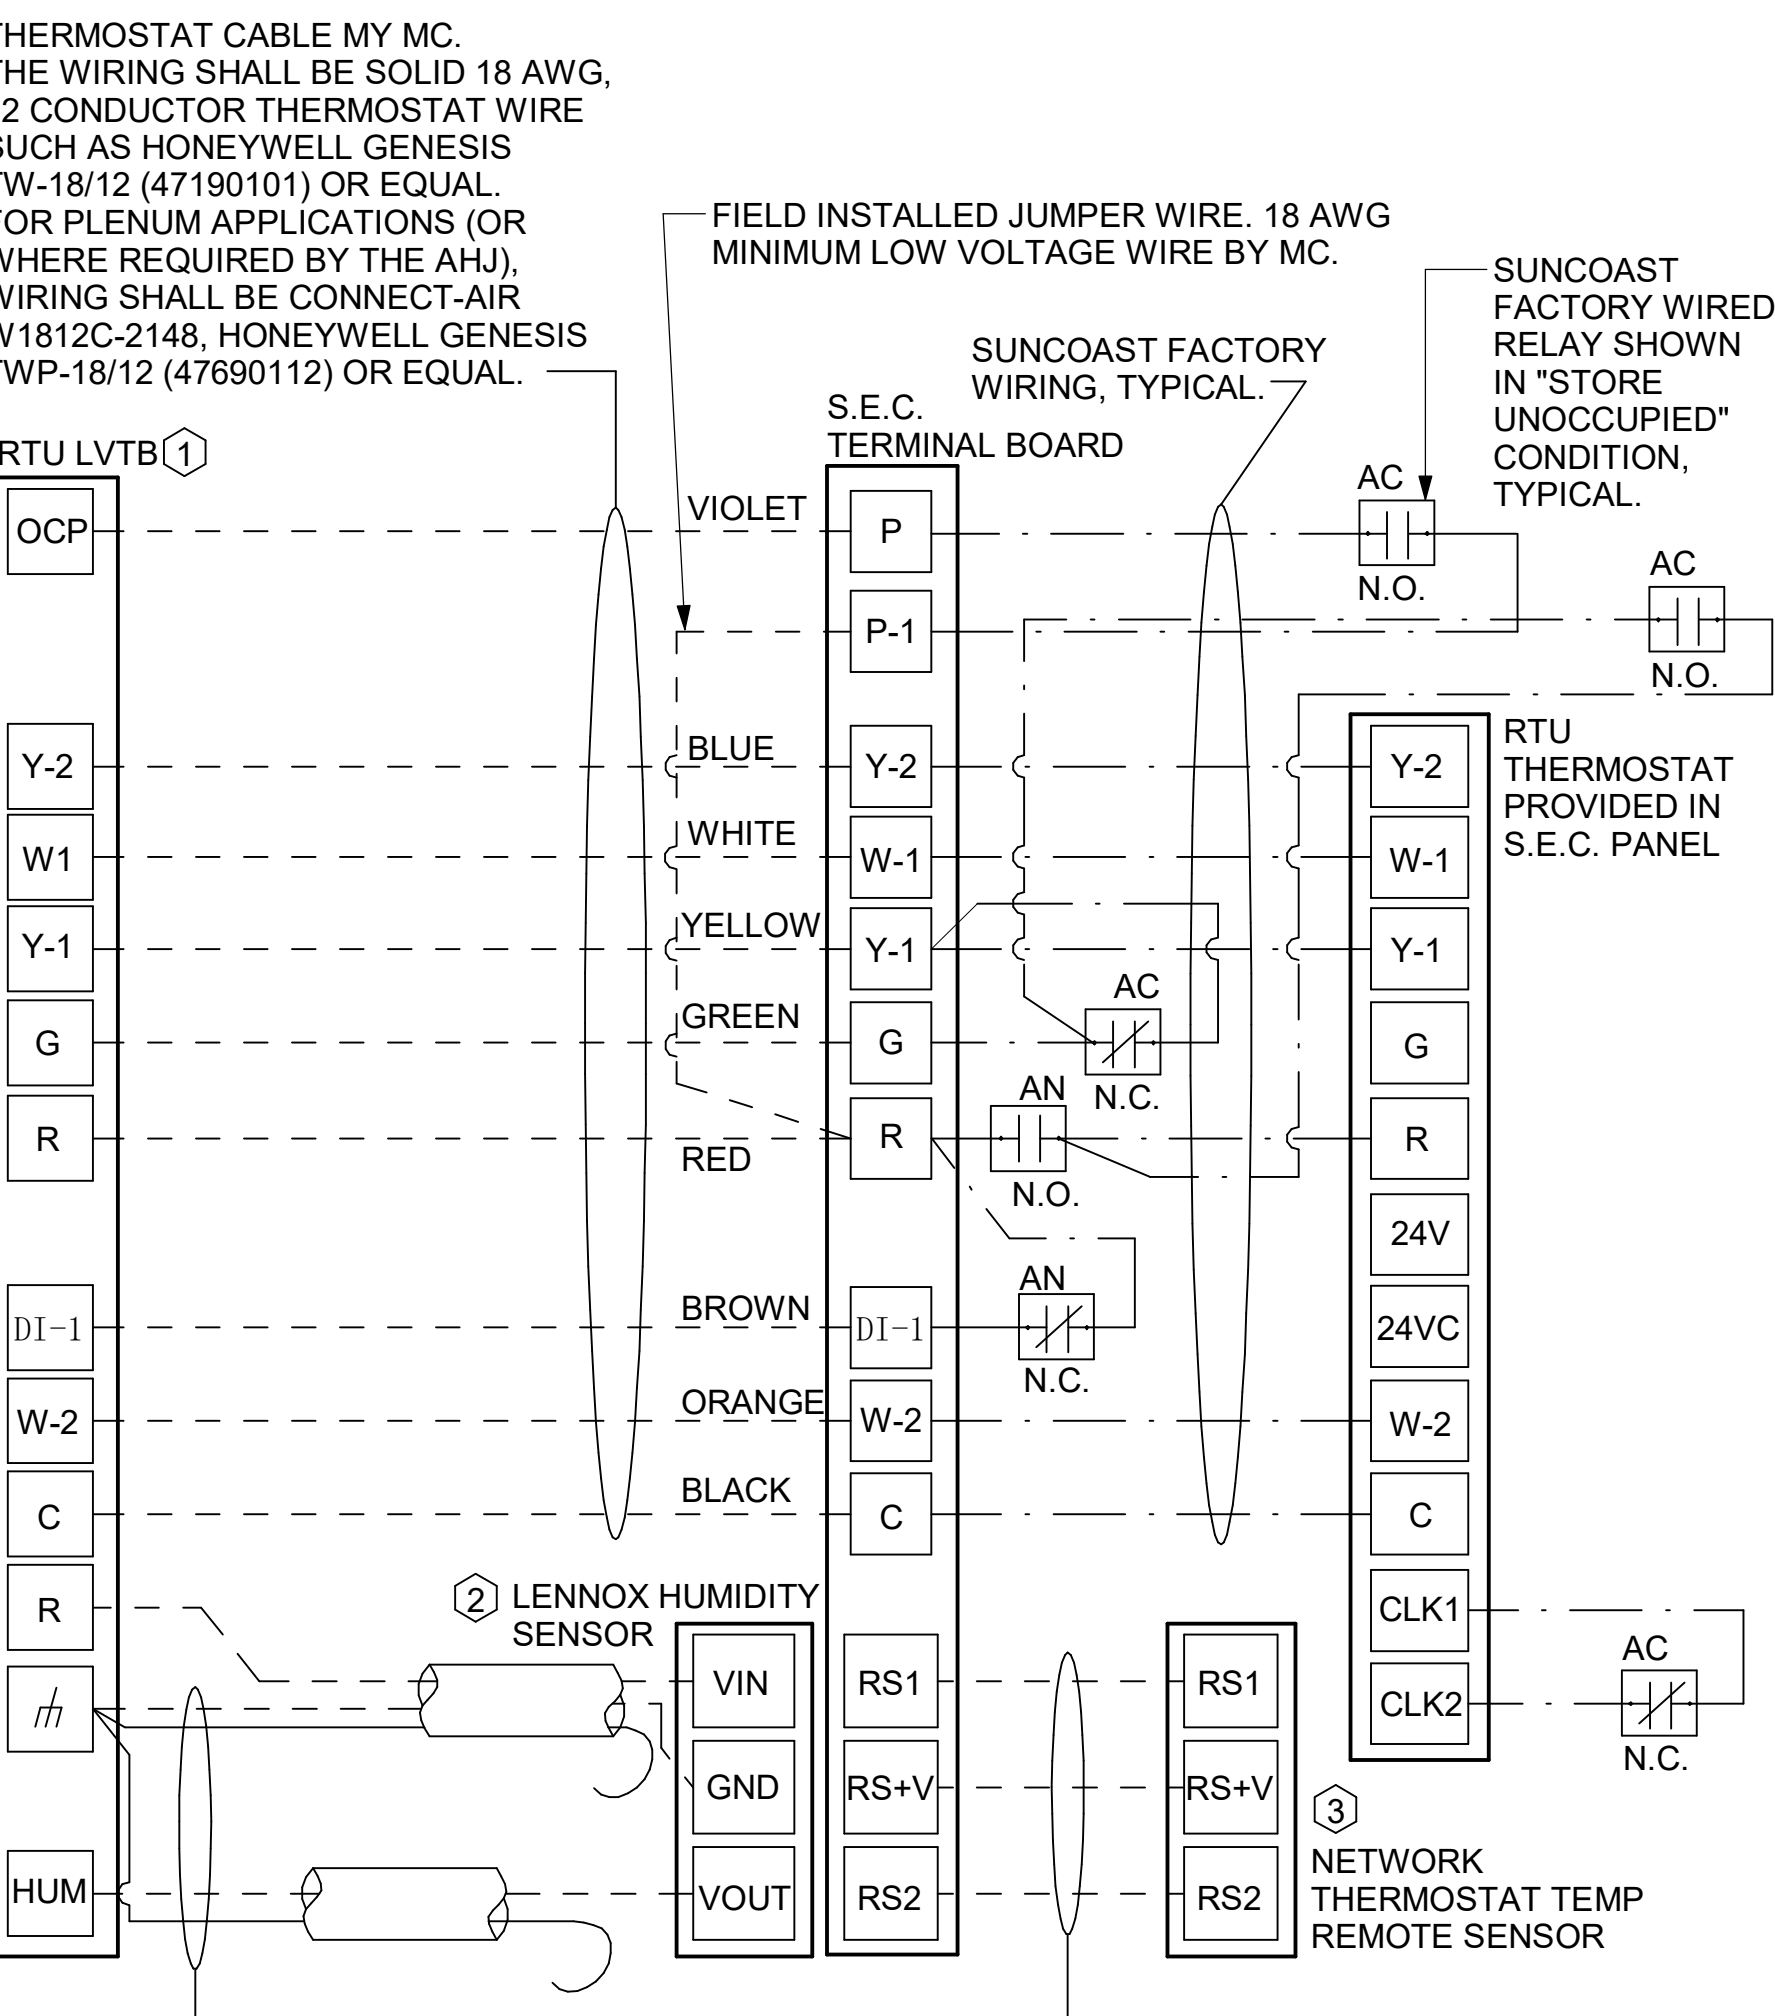 THERMOSTAT CABLE MY MC.
THE WIRING SHALL BE SOLID 18 AWG,
2 CONDUCTOR THERMOSTAT WIRE
SUCH AS HONEYWELL GENESIS
TW-18/12 (47190101) OR EQUAL.
FOR PLENUM APPLICATIONS (OR
WHERE REQUIRED BY THE AHJ),
WIRING SHALL BE CONNECT-AIR
W1812C-2148, HONEYWELL GENESIS
TWP-18/12 (47690112) OR EQUAL.
FIELD INSTALLED JUMPER WIRE. 18 AWG
MINIMUM LOW VOLTAGE WIRE BY MC.
SUNCOAST FACTORY
WIRING, TYPICAL.
SUNCOAST
FACTORY WIRED
RELAY SHOWN
IN "STORE
UNOCCUPIED"
CONDITION,
TYPICAL.
RTU LVTB 1
OCP
Y-2
W1
Y-1
G
R
DI-1
W-2
C
R
HUM
VIOLET
BLUE
WHITE
YELLOW
GREEN
RED
BROWN
ORANGE
BLACK
S.E.C.
TERMINAL BOARD
P
P-1
Y-2
W-1
Y-1
G
R
DI-1
W-2
C
RS1
RS+V
RS2
AC
N.O.
AC
N.O.
AC
N.C.
AN
N.O.
AN
N.C.
RTU
THERMOSTAT
PROVIDED IN
S.E.C. PANEL
Y-2
W-1
Y-1
G
R
24V
24VC
W-2
C
CLK1
CLK2
AC
N.C.
2 LENNOX HUMIDITY
SENSOR
VIN
GND
VOUT
RS1
RS+V
RS2
3
NETWORK
THERMOSTAT TEMP
REMOTE SENSOR